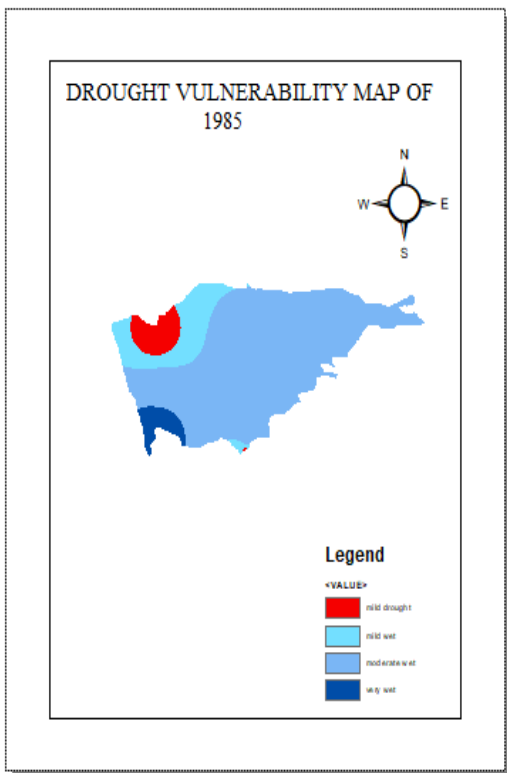 DROUGHT VULNERABILITY MAP OF
1985
N
W E
S
Legend
<VALUE>
mild drought
mild wet
moderate wet
very wet